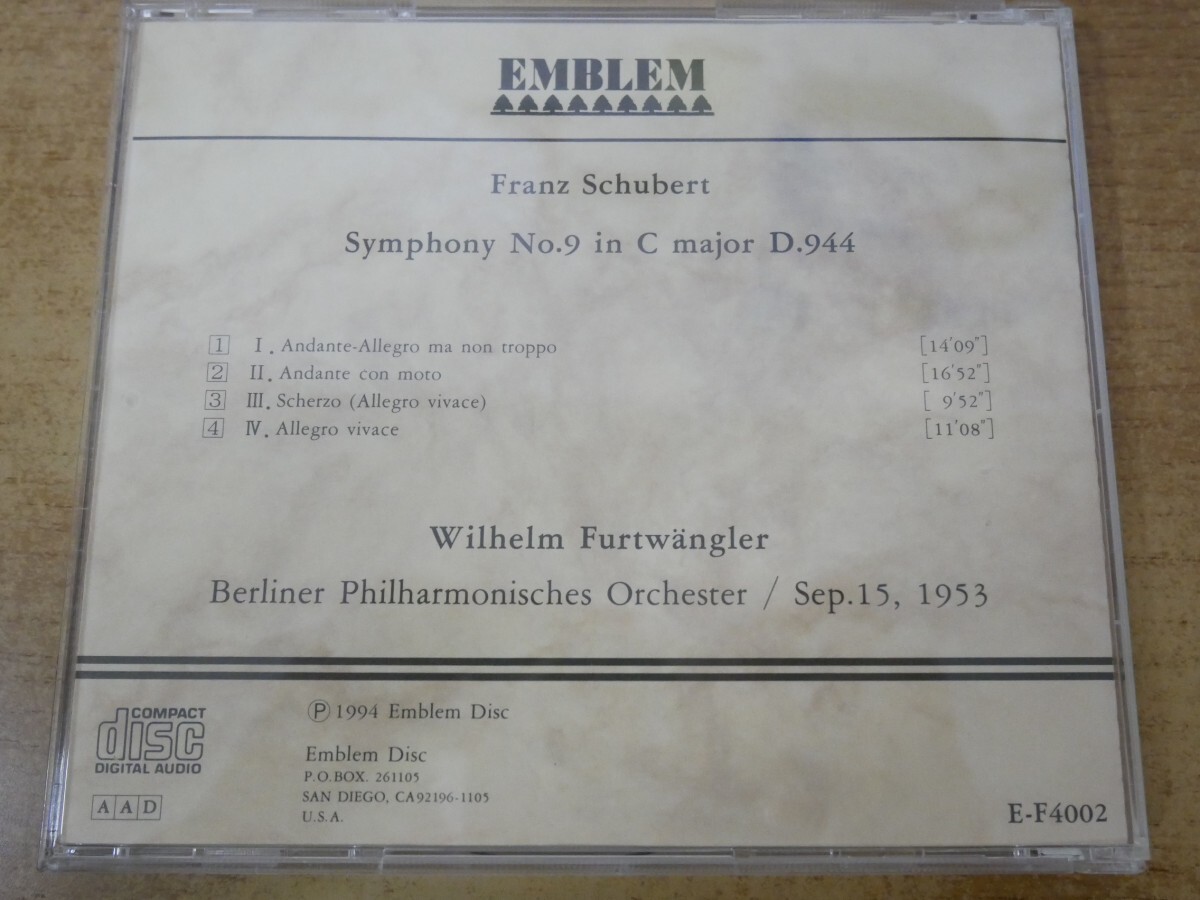 EMBLEM
Franz Schubert
Symphony No.9 in C major D.944
1 I. Andante-Allegro ma non troppo [14'09"]
2 II. Andante con moto [16'52"]
3 III. Scherzo (Allegro vivace) [ 9'52"]
4 IV. Allegro vivace [11'08"]
Wilhelm Furtwängler
Berliner Philharmonisches Orchester / Sep.15, 1953
COMPACT
disc
DIGITAL AUDIO
AAD
Ⓟ 1994 Emblem Disc
Emblem Disc
P.O.BOX. 261105
SAN DIEGO, CA92196-1105
U.S.A.
E-F4002